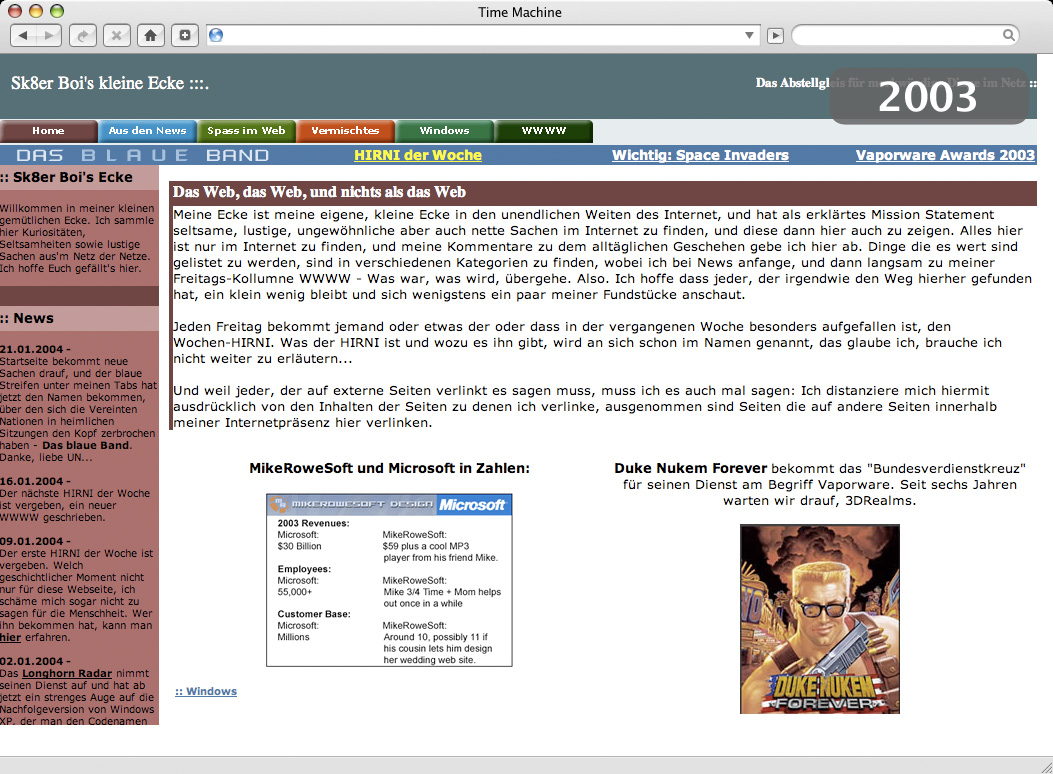 Time Machine
Sk8er Boi's kleine Ecke :::.
Das Abstellgleis für merkwürdige Dinge im Netz ::
2003
Home
Aus den News
Spass im Web
Vermischtes
Windows
WWWW
DAS BLAUE BAND
HIRNI der Woche
Wichtig: Space Invaders
Vaporware Awards 2003
:: Sk8er Boi's Ecke
Willkommen in meiner kleinen
gemütlichen Ecke. Ich sammle
hier Kuriositäten,
Seltsamheiten sowie lustige
Sachen aus'm Netz der Netze.
Ich hoffe Euch gefällt's hier.
:: News
21.01.2004 -
Startseite bekommt neue
Sachen drauf, und der blaue
Streifen unter meinen Tabs hat
jetzt den Namen bekommen,
über den sich die Vereinten
Nationen in heimlichen
Sitzungen den Kopf zerbrochen
haben - Das blaue Band.
Danke, liebe UN...
16.01.2004 -
Der nächste HIRNI der Woche
ist vergeben, ein neuer
WWWW geschrieben.
09.01.2004 -
Der erste HIRNI der Woche ist
vergeben. Welch
geschichtlicher Moment nicht
nur für diese Webseite, ich
schäme mich sogar nicht zu
sagen für die Menschheit. Wer
ihn bekommen hat, kann man
hier erfahren.
02.01.2004 -
Das Longhorn Radar nimmt
seinen Dienst auf und hat ab
jetzt ein strenges Auge auf die
Nachfolgeversion von Windows
XP, der man den Codenamen
Das Web, das Web, und nichts als das Web
Meine Ecke ist meine eigene, kleine Ecke in den unendlichen Weiten des Internet, und hat als erklärtes Mission Statement
seltsame, lustige, ungewöhnliche aber auch nette Sachen im Internet zu finden, und diese dann hier auch zu zeigen. Alles hier
ist nur im Internet zu finden, und meine Kommentare zu dem alltäglichen Geschehen gebe ich hier ab. Dinge die es wert sind
gelistet zu werden, sind in verschiedenen Kategorien zu finden, wobei ich bei News anfange, und dann langsam zu meiner
Freitags-Kollumne WWWW - Was war, was wird, übergehe. Also. Ich hoffe dass jeder, der irgendwie den Weg hierher gefunden
hat, ein klein wenig bleibt und sich wenigstens ein paar meiner Fundstücke anschaut.
Jeden Freitag bekommt jemand oder etwas der oder dass in der vergangenen Woche besonders aufgefallen ist, den
Wochen-HIRNI. Was der HIRNI ist und wozu es ihn gibt, wird an sich schon im Namen genannt, das glaube ich, brauche ich
nicht weiter zu erläutern...
Und weil jeder, der auf externe Seiten verlinkt es sagen muss, muss ich es auch mal sagen: Ich distanziere mich hiermit
ausdrücklich von den Inhalten der Seiten zu denen ich verlinke, ausgenommen sind Seiten die auf andere Seiten innerhalb
meiner Internetpräsenz hier verlinken.
MikeRoweSoft und Microsoft in Zahlen:
MIKEROWESOFT DESIGN Microsoft
2003 Revenues:
Microsoft: MikeRoweSoft:
$30 Billion $59 plus a cool MP3
player from his friend Mike.
Employees:
Microsoft: MikeRoweSoft:
55,000+ Mike 3/4 Time + Mom helps
out once in a while
Customer Base:
Microsoft: MikeRoweSoft:
Millions Around 10, possibly 11 if
his cousin lets him design
her wedding web site.
:: Windows
Duke Nukem Forever bekommt das "Bundesverdienstkreuz"
für seinen Dienst am Begriff Vaporware. Seit sechs Jahren
warten wir drauf, 3DRealms.
DUKE NUKEM
FOREVER